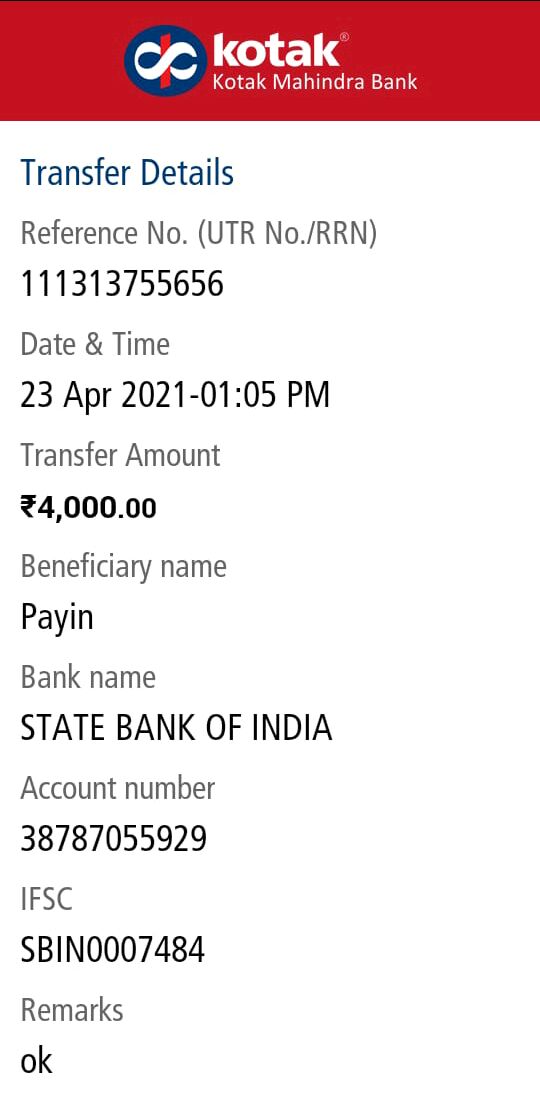 kotak®
Kotak Mahindra Bank
Transfer Details
Reference No. (UTR No./RRN)
111313755656
Date & Time
23 Apr 2021-01:05 PM
Transfer Amount
₹4,000.00
Beneficiary name
Payin
Bank name
STATE BANK OF INDIA
Account number
38787055929
IFSC
SBIN0007484
Remarks
ok